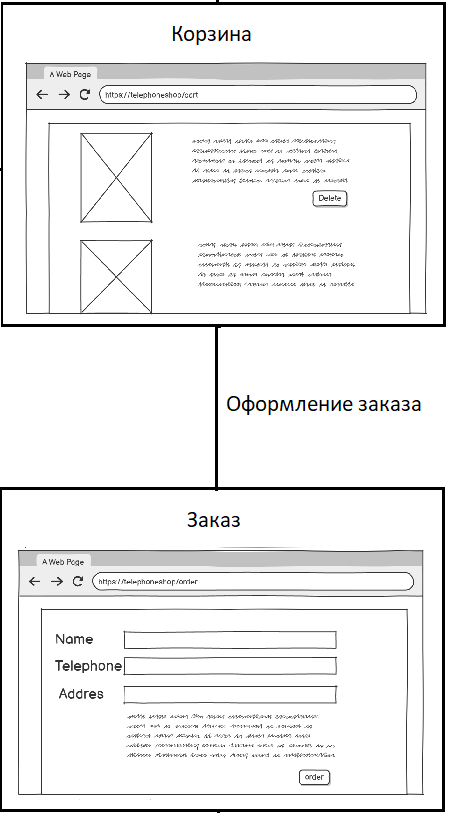 Корзина
A Web Page
https://telephoneshop/cart
Delete
Оформление заказа
Заказ
A Web Page
https://telephoneshop/order
Name
Telephone
Addres
order